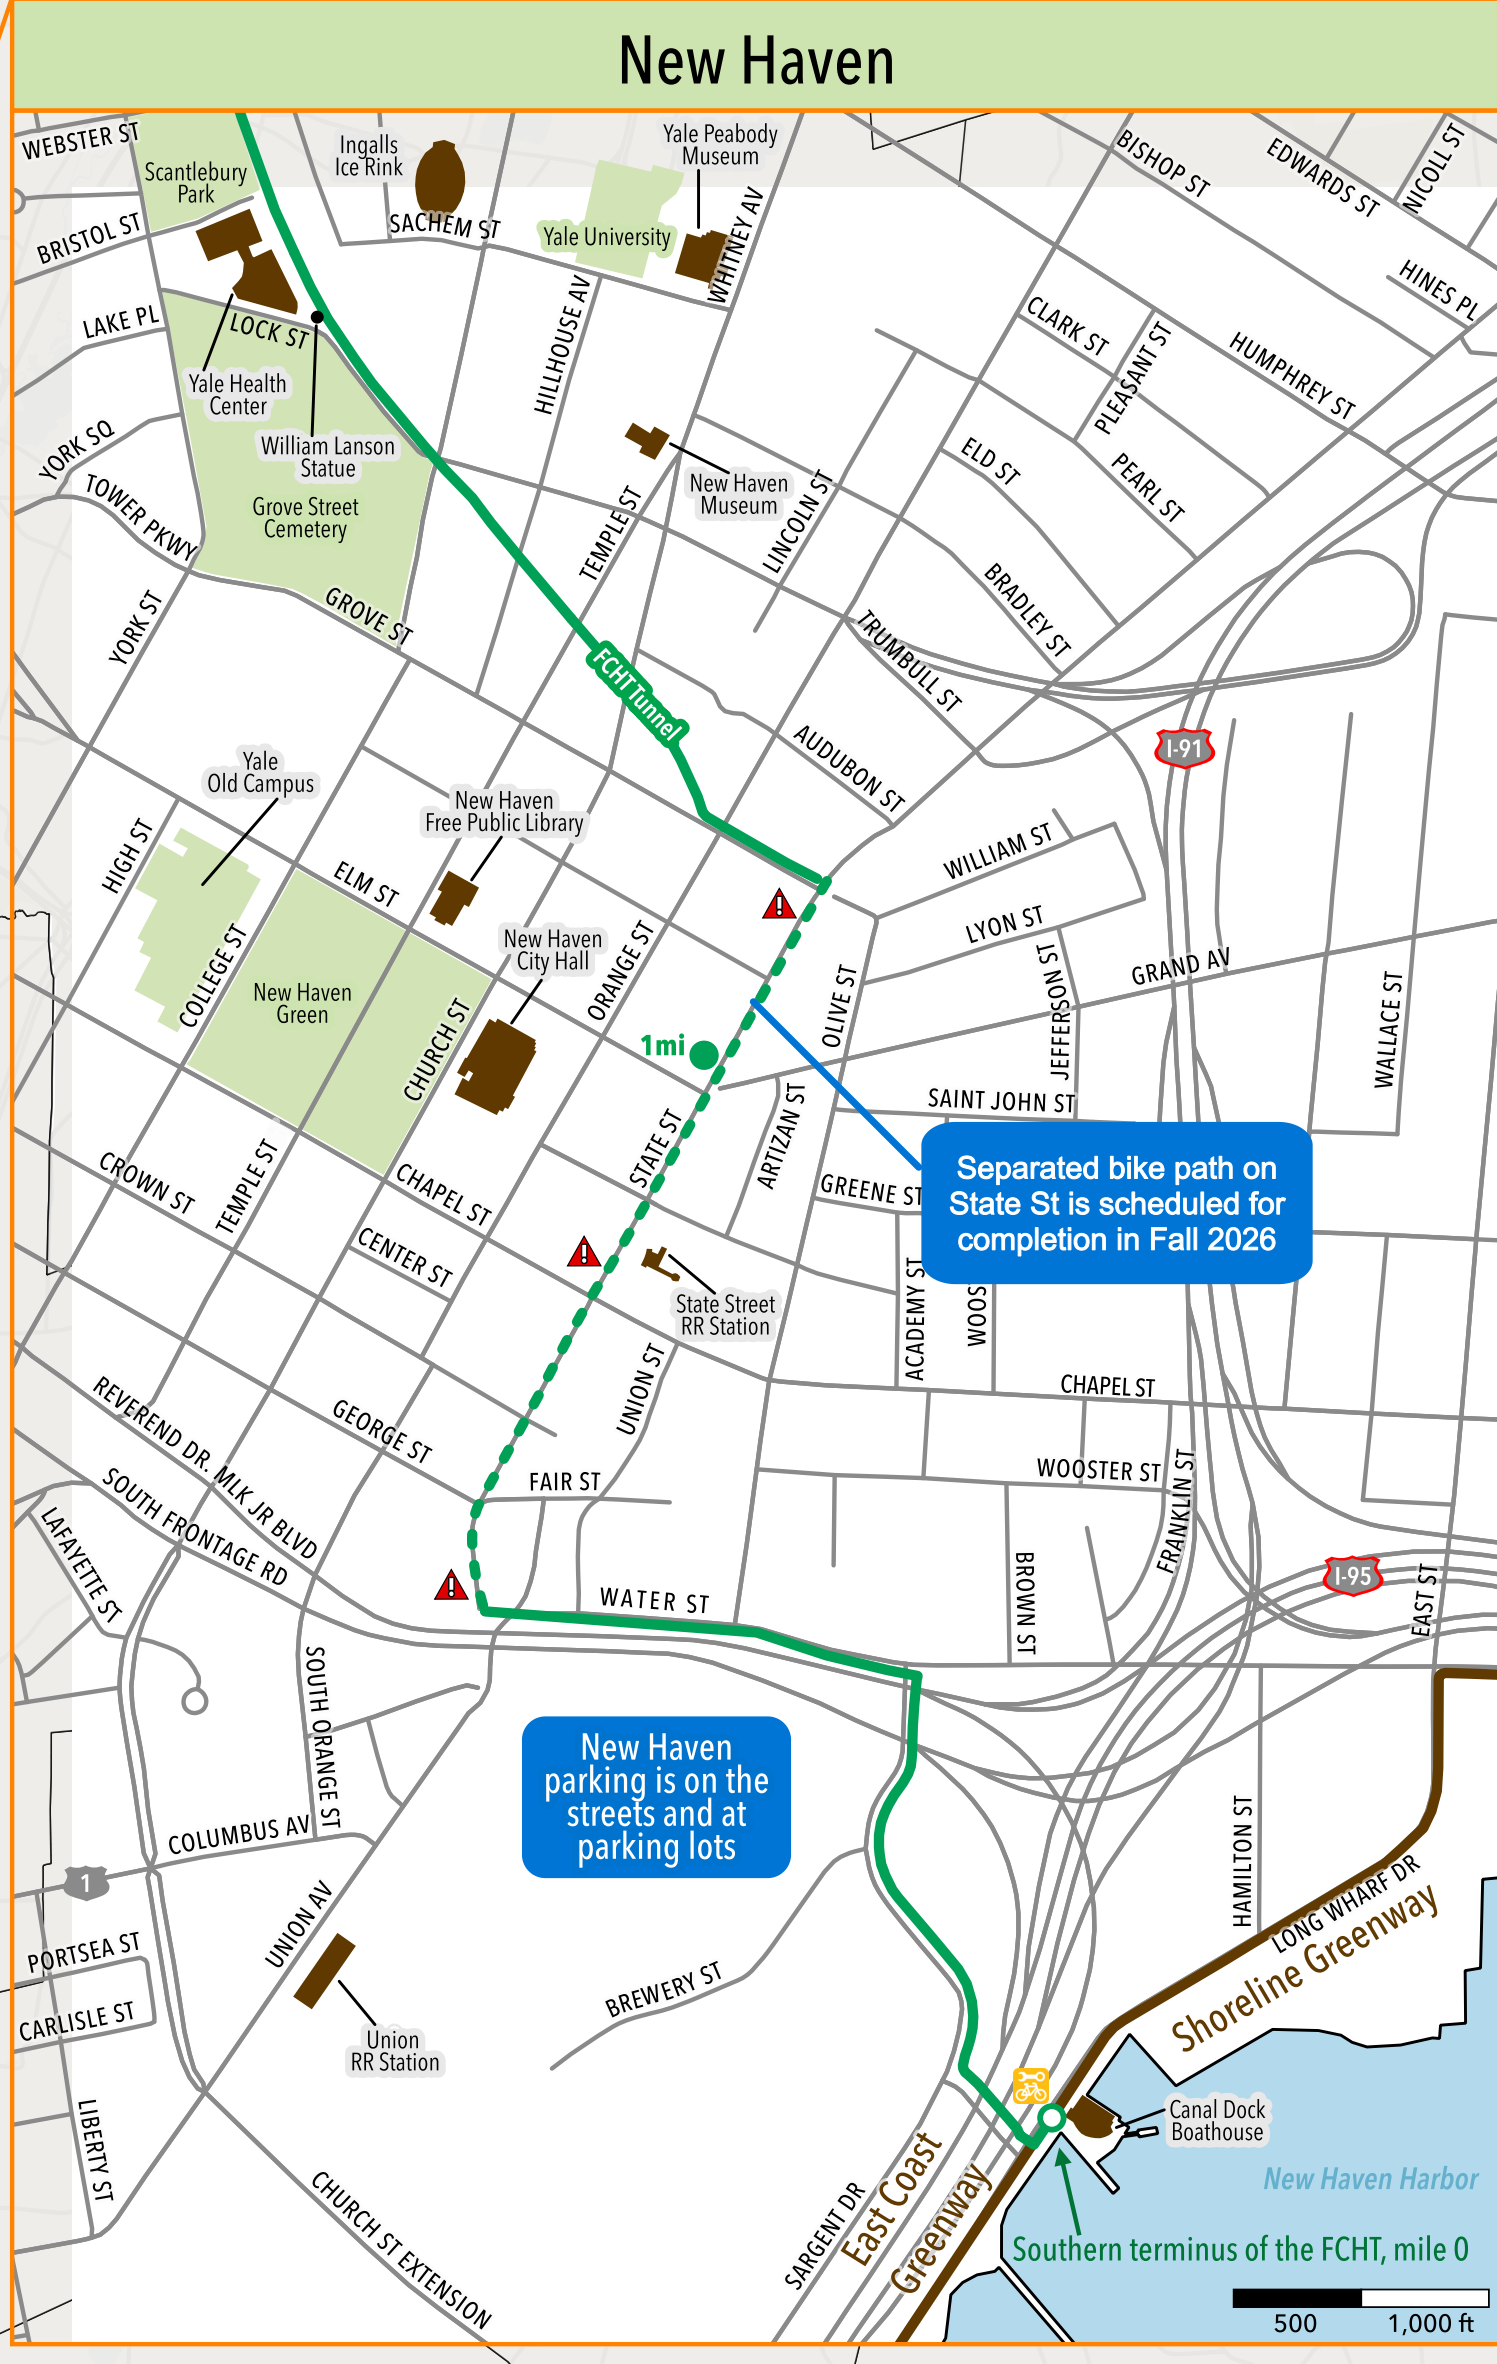 New Haven
WEBSTER ST
Scantlebury
Park
Ingalls
Ice Rink
Yale Peabody
Museum
BISHOP ST
EDWARDS ST
NICOLL ST
BRISTOL ST
SACHEM ST
Yale University
WHITNEY AV
HINES PL
LAKE PL
LOCK ST
HILLHOUSE AV
CLARK ST
PLEASANT ST
HUMPHREY ST
Yale Health
Center
William Lanson
Statue
YORK SQ
TOWER PKWY
Grove Street
Cemetery
New Haven
Museum
ELD ST
PEARL ST
LINCOLN ST
TEMPLE ST
BRADLEY ST
YORK ST
GROVE ST
FCHT Tunnel
TRUMBULL ST
AUDUBON ST
I-91
Yale
Old Campus
New Haven
Free Public Library
HIGH ST
ELM ST
WILLIAM ST
LYON ST
GRAND AV
COLLEGE ST
New Haven
Green
New Haven
City Hall
ORANGE ST
OLIVE ST
JEFFERSON ST
WALLACE ST
CHURCH ST
1mi
SAINT JOHN ST
ARTIZAN ST
STATE ST
Separated bike path on
State St is scheduled for
completion in Fall 2026
CROWN ST
TEMPLE ST
CHAPEL ST
GREENE ST
CENTER ST
ACADEMY ST
WOOS
State Street
RR Station
UNION ST
CHAPEL ST
REVEREND DR. MLK JR BLVD
GEORGE ST
FAIR ST
WOOSTER ST
FRANKLIN ST
SOUTH FRONTAGE RD
LAFAYETTE ST
WATER ST
BROWN ST
I-95
EAST ST
SOUTH ORANGE ST
New Haven
parking is on the
streets and at
parking lots
COLUMBUS AV
1
HAMILTON ST
LONG WHARF DR
Shoreline Greenway
UNION AV
PORTSEA ST
CARLISLE ST
BREWERY ST
Union
RR Station
LIBERTY ST
CHURCH ST EXTENSION
SARGENT DR
East Coast
Greenway
Canal Dock
Boathouse
New Haven Harbor
Southern terminus of the FCHT, mile 0
500
1,000 ft